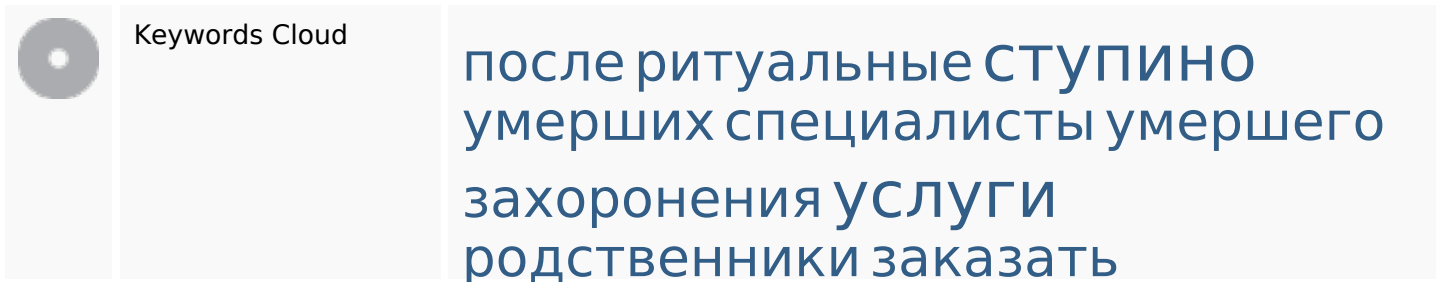 Keywords Cloud
после ритуальные ступино
умерших специалисты умершего
захоронения услуги
родственники заказать